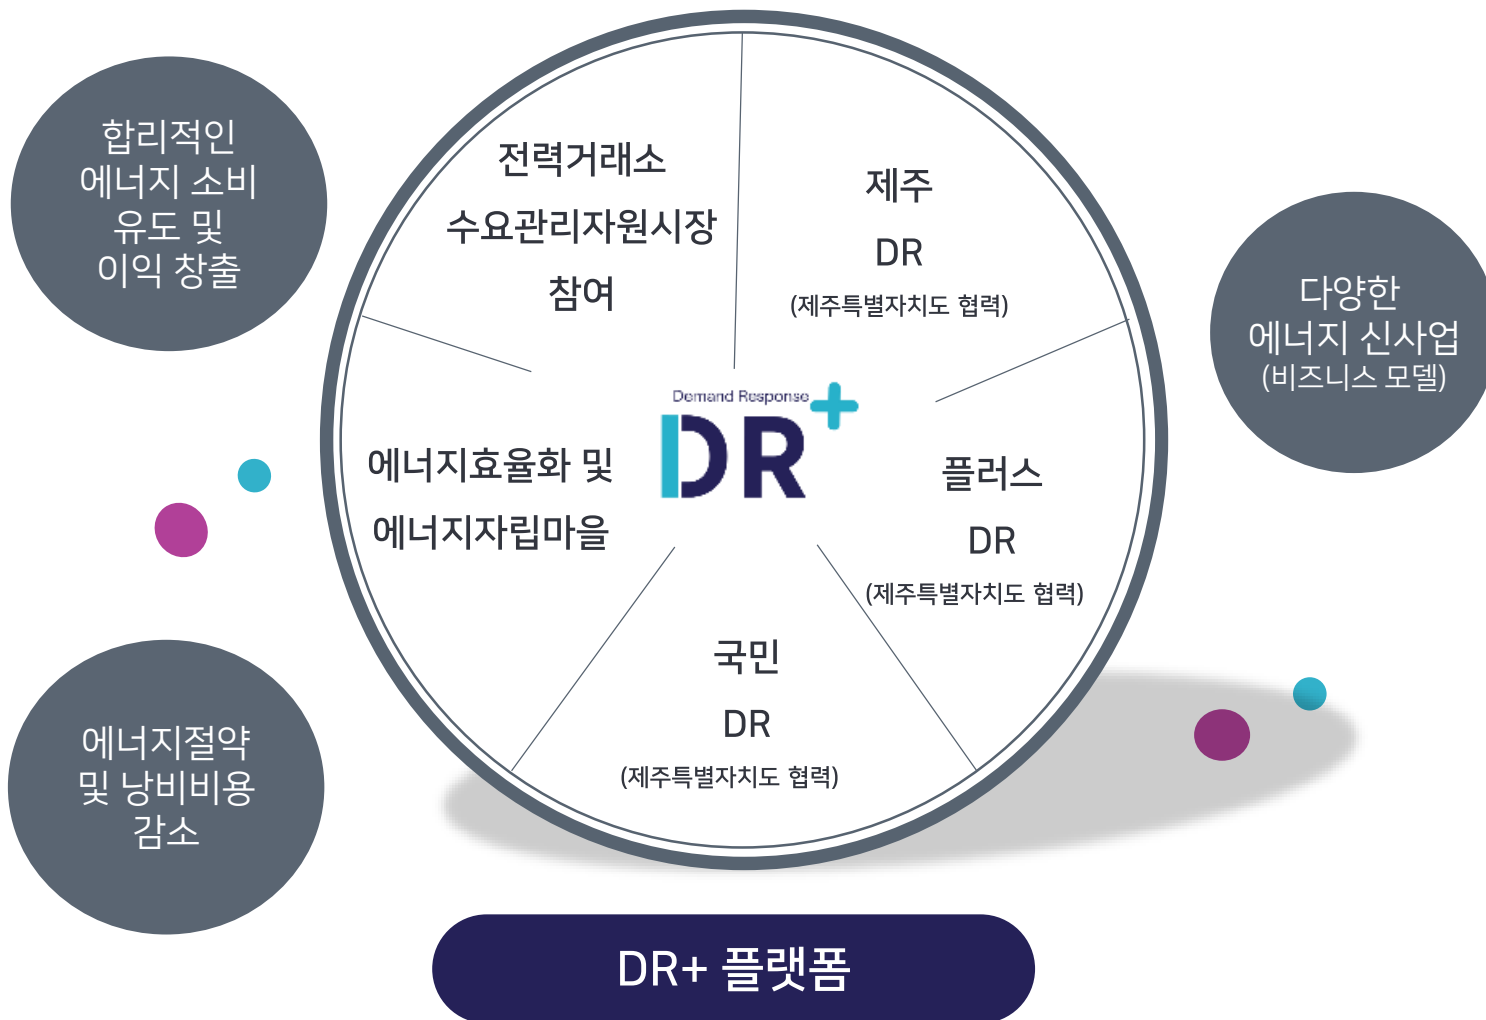 합리적인
에너지 소비
유도 및
이익 창출
전력거래소
수요관리자원시장
참여
제주
DR
(제주특별자치도 협력)
다양한
에너지 신사업
(비즈니스 모델)
Demand Response
DR+
에너지효율화 및
에너지자립마을
플러스
DR
(제주특별자치도 협력)
국민
DR
(제주특별자치도 협력)
에너지절약
및 낭비비용
감소
DR+ 플랫폼